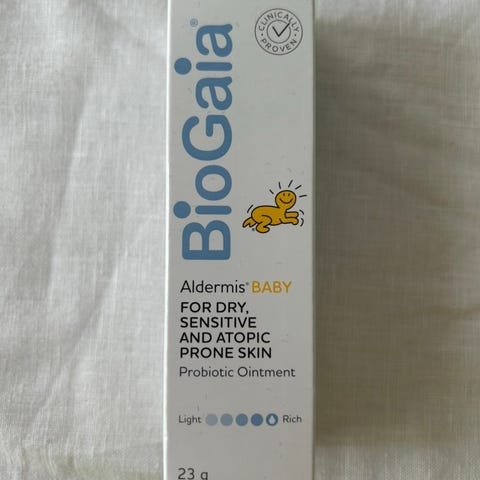 CLINICALLY
PROVEN
BioGaia®
Aldermis® BABY
FOR DRY,
SENSITIVE
AND ATOPIC
PRONE SKIN
Probiotic Ointment
Light Rich
23 g